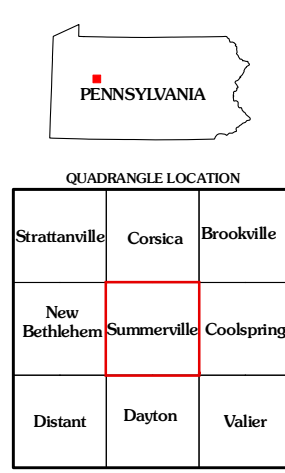 PENNSYLVANIA
QUADRANGLE LOCATION
Strattanville Corsica Brookville
New
Bethlehem Summerville Coolspring
Distant Dayton Valier